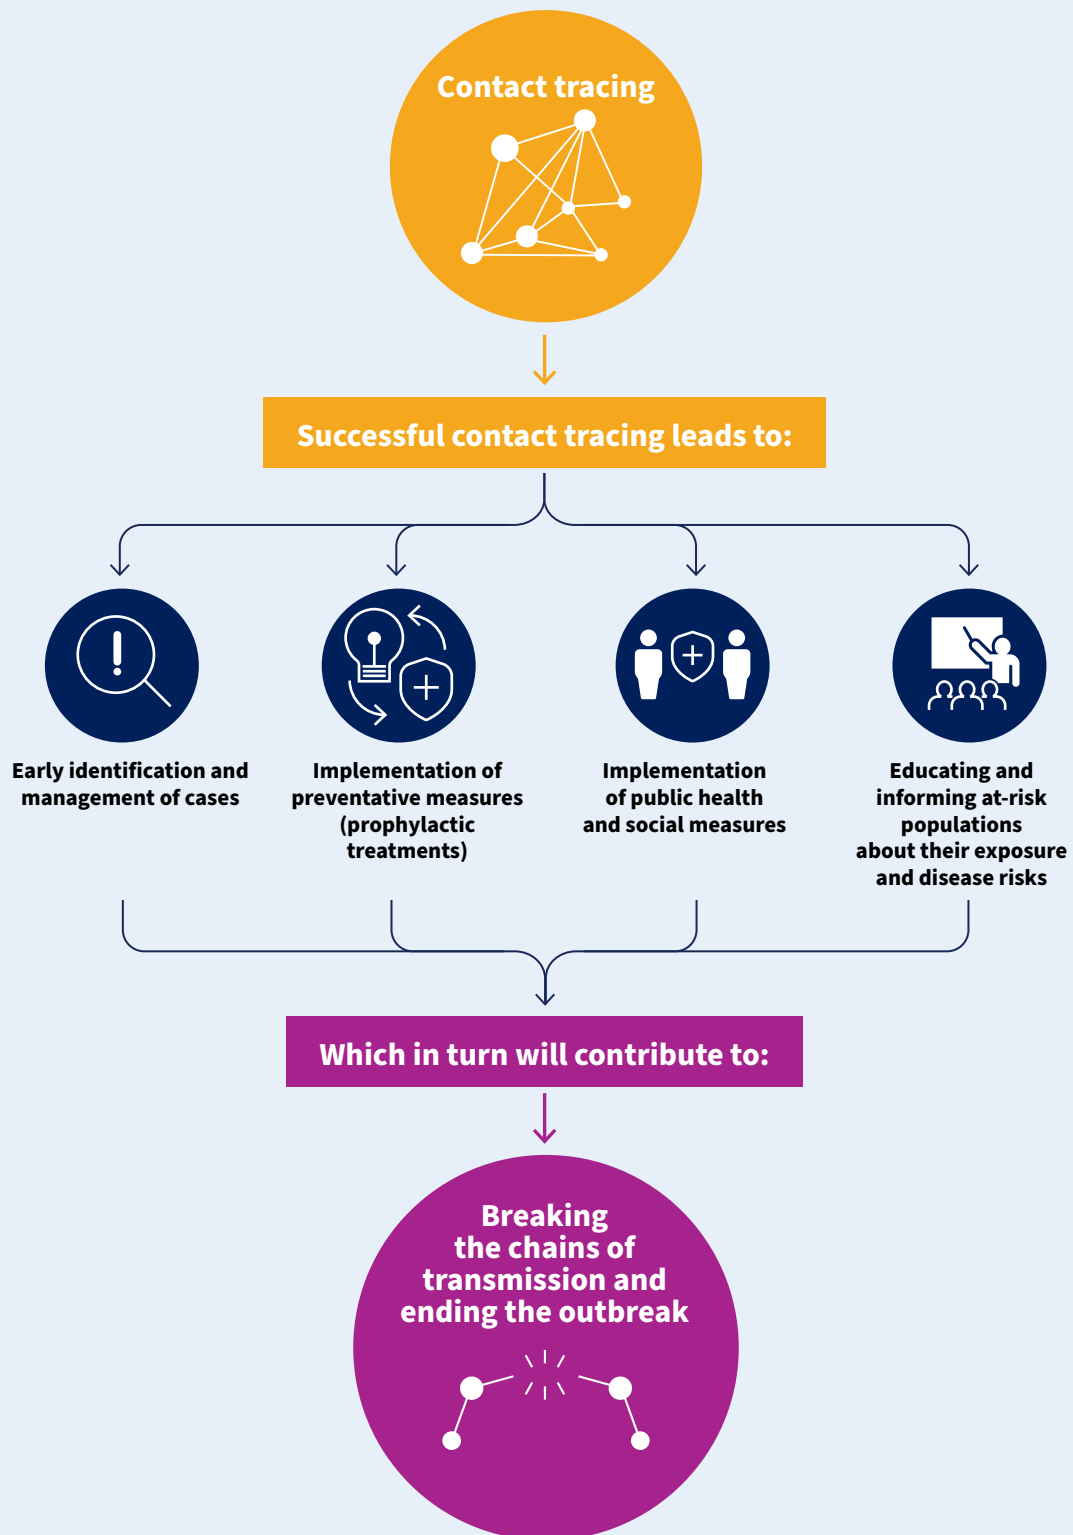 Contact tracing
Successful contact tracing leads to:
Early identification and
management of cases
Implementation of
preventative measures
(prophylactic
treatments)
Implementation
of public health
and social measures
Educating and
informing at-risk
populations
about their exposure
and disease risks
Which in turn will contribute to:
Breaking
the chains of
transmission and
ending the outbreak